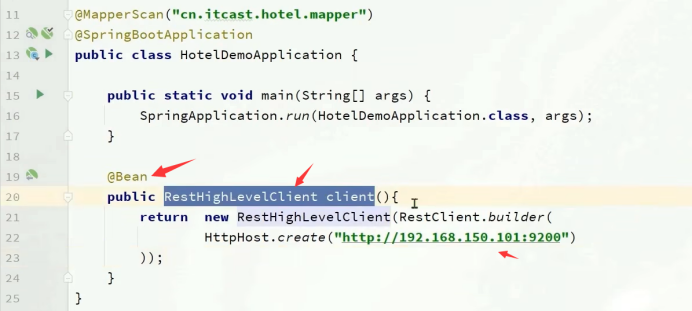 11 @MapperScan("cn.itcast.hotel.mapper")
12 @SpringBootApplication
13 public class HotelDemoApplication {
14
15 public static void main(String[] args) {
16 SpringApplication.run(HotelDemoApplication.class, args);
17 }
18
19 @Bean
20 public RestHighLevelClient client(){
21 return new RestHighLevelClient(RestClient.builder(
22 HttpHost.create("http://192.168.150.101:9200")
23 ));
24 }
25 }